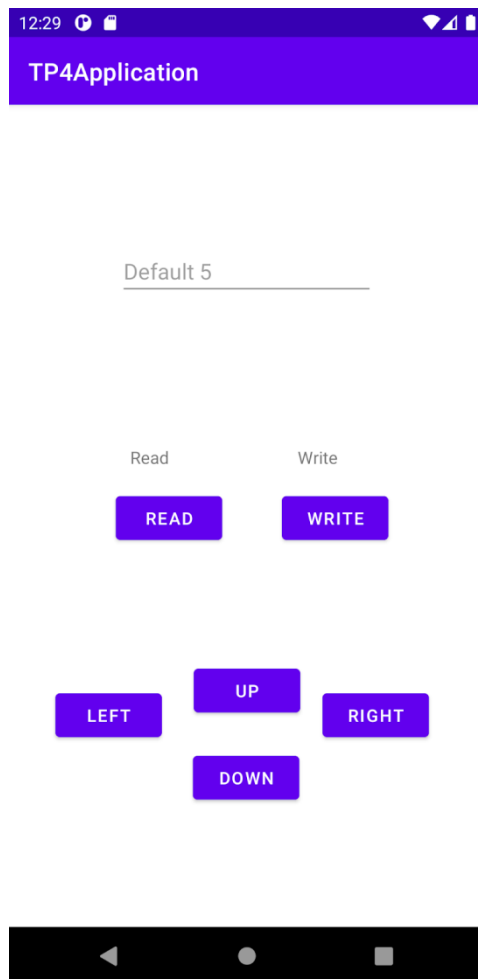 12:29
TP4Application
Default 5
Read Write
READ WRITE
UP
LEFT RIGHT
DOWN